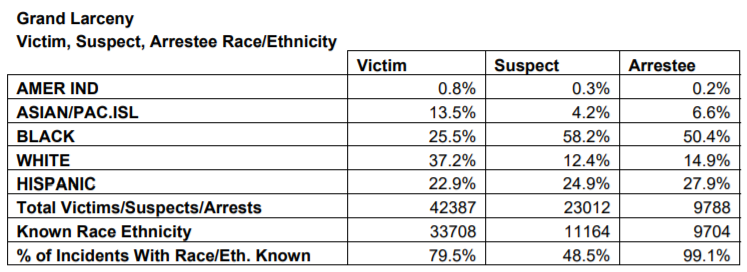 Grand Larceny
Victim, Suspect, Arrestee Race/Ethnicity
Victim Suspect Arrestee
AMER IND 0.8% 0.3% 0.2%
ASIAN/PAC.ISL 13.5% 4.2% 6.6%
BLACK 25.5% 58.2% 50.4%
WHITE 37.2% 12.4% 14.9%
HISPANIC 22.9% 24.9% 27.9%
Total Victims/Suspects/Arrests 42387 23012 9788
Known Race Ethnicity 33708 11164 9704
% of Incidents With Race/Eth. Known 79.5% 48.5% 99.1%